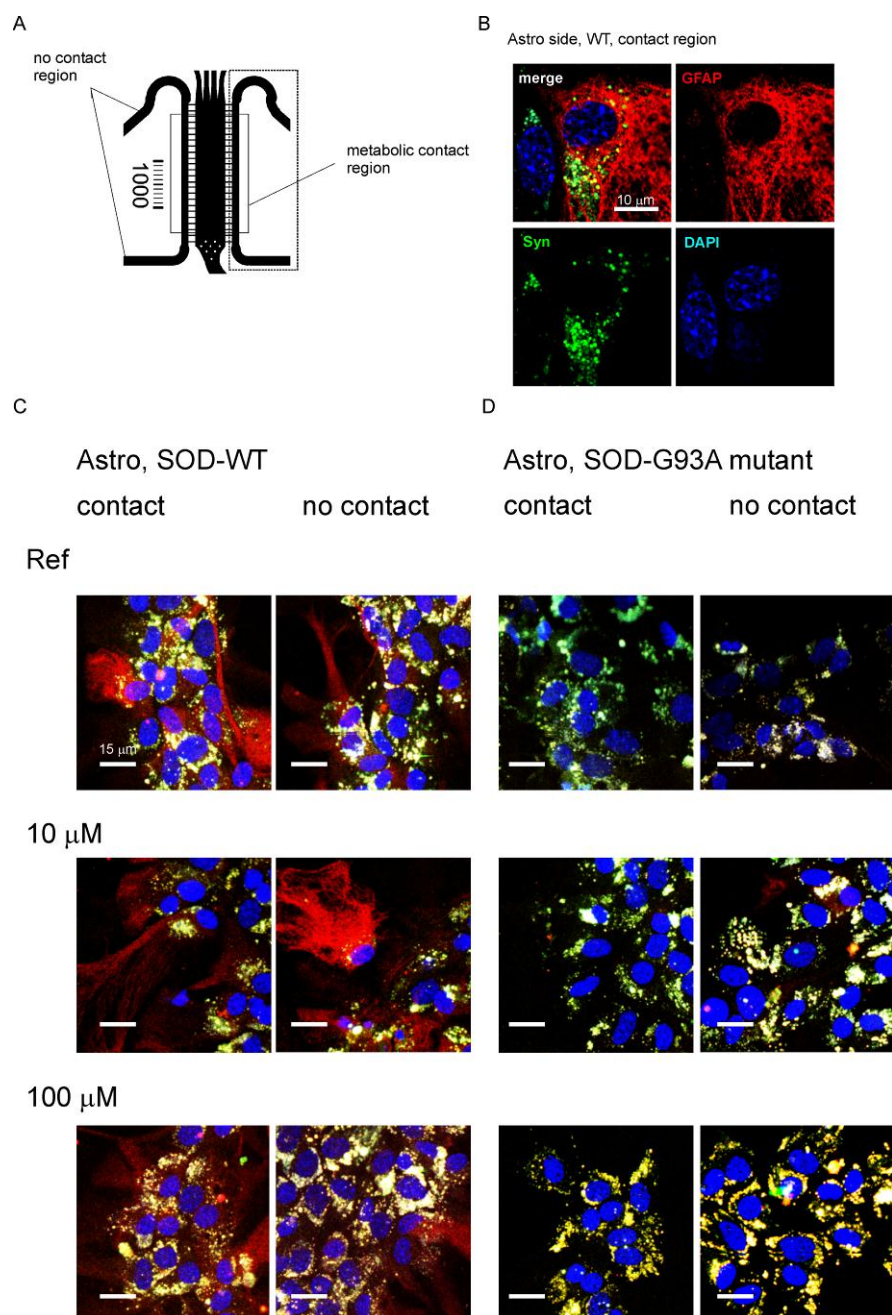 A
no contact
region
1000
metabolic contact
region
B
Astro side, WT, contact region
merge
GFAP
10 μm
Syn
DAPI
C
Astro, SOD-WT
contact no contact
D
Astro, SOD-G93A mutant
contact no contact
Ref
15 μm
10 μM
100 μM